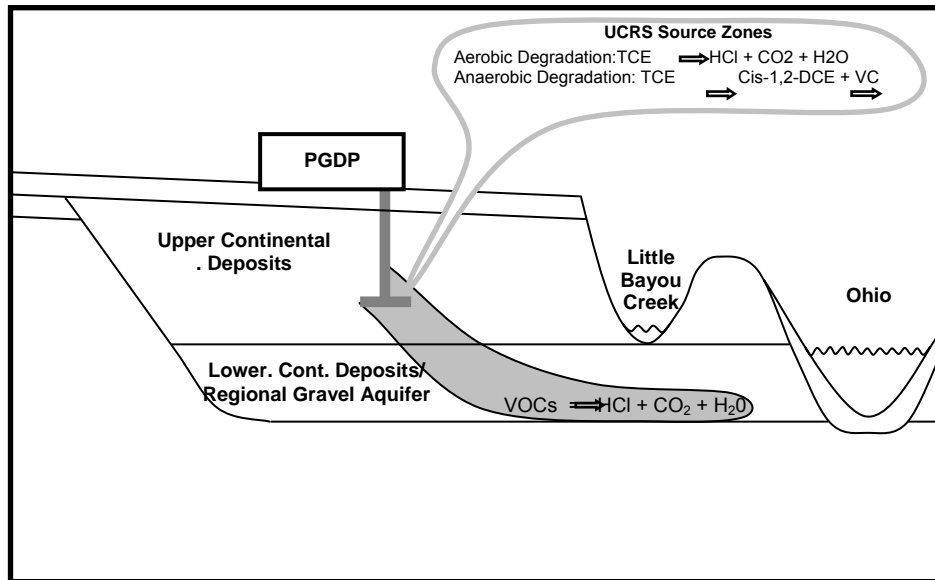 UCRS Source Zones
Aerobic Degradation:TCE ⇨ HCl + CO2 + H2O
Anaerobic Degradation: TCE ⇨ Cis-1,2-DCE + VC ⇨
PGDP
Upper Continental
. Deposits
Little
Bayou
Creek
Ohio
Lower. Cont. Deposits/
Regional Gravel Aquifer
VOCs ⇨ HCl + CO₂ + H₂0